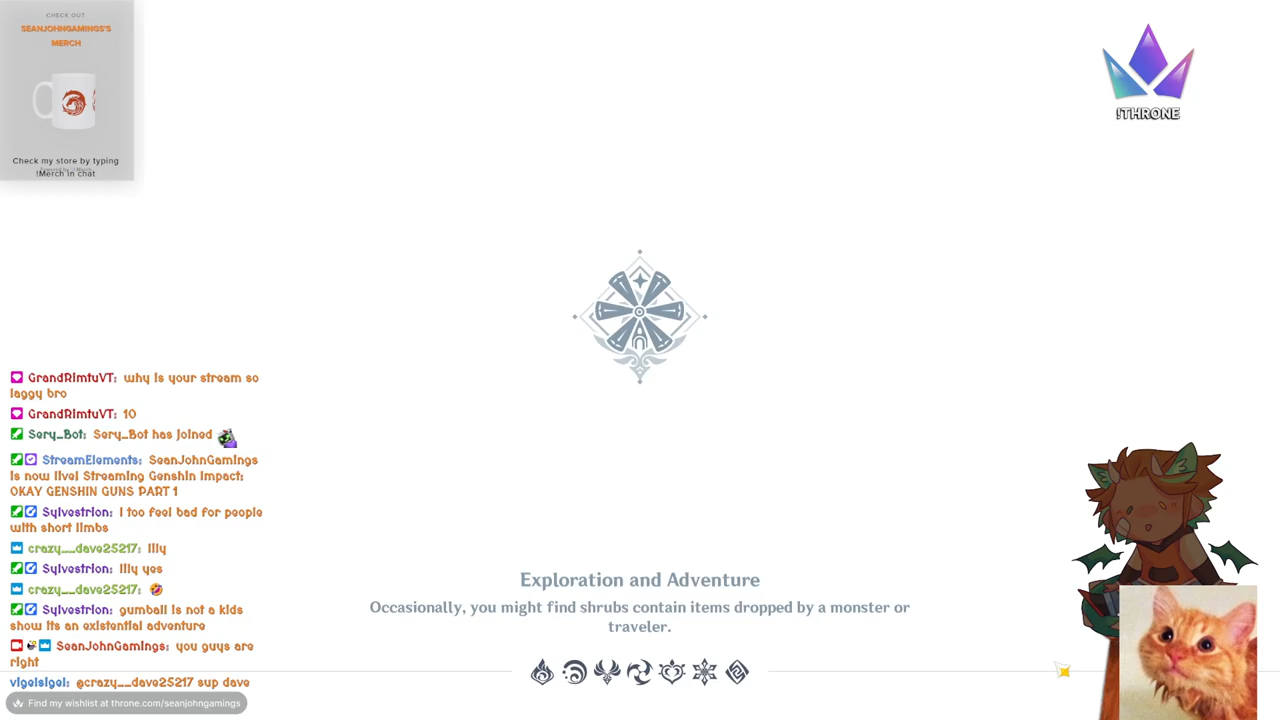 CHECK OUT
SEANJOHNGAMINGS'S
MERCH
Check my store by typing
!Merch in chat
!THRONE
GrandRimtuVT: why is your stream so
laggy bro
GrandRimtuVT: 10
Sery_Bot: Sery_Bot has joined
StreamElements: SeanJohnGamings
is now live! Streaming Genshin Impact:
OKAY GENSHIN GUNS PART 1
Sylvestrion: I too feel bad for people
with short limbs
crazy__dave25217: lily
Sylvestrion: lily yes
crazy__dave25217:
Sylvestrion: gumball is not a kids
show its an existential adventure
SeanJohnGamings: you guys are
right
vigelsigel: @crazy__dave25217 sup dave
Find my wishlist at throne.com/seanjohngamings
Exploration and Adventure
Occasionally, you might find shrubs contain items dropped by a monster or
traveler.